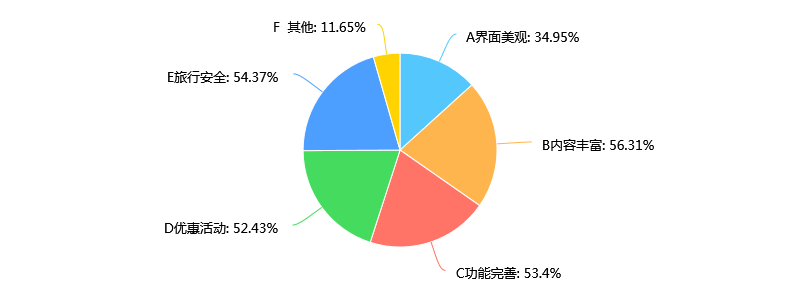 F 其他: 11.65%
A界面美观: 34.95%
E旅行安全: 54.37%
B内容丰富: 56.31%
D优惠活动: 52.43%
C功能完善: 53.4%